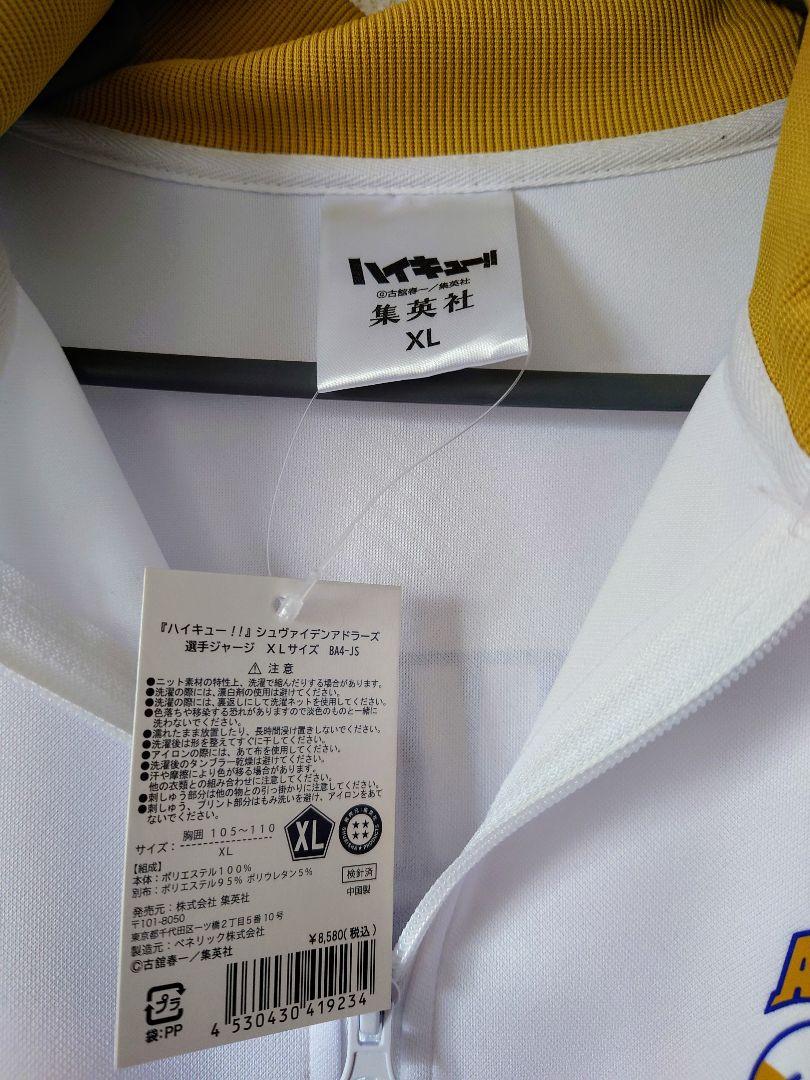 ハイキュー!!
©古舘春一／集英社
集英社
XL
『ハイキュー!!』シュヴァイデンアドラーズ
選手ジャージ XLサイズ BA4-JS
⚠ 注意
●ニット素材の特性上、洗濯で縮んだりする場合があります。
●洗濯の際には、漂白剤の使用は避けてください。
●洗濯の際には、裏返しにして洗濯ネットを使用してください。
●色落ちや移染する恐れがありますので淡色のものと一緒に
洗わないでください。
●濡れたまま放置したり、長時間浸け置きしないでください。
●洗濯後は形を整えてすぐに干してください。
●アイロンの際には、あて布を使用してください。
●洗濯後のタンブラー乾燥は避けてください。
●汗や摩擦により色が移る場合があります。
他の衣類との組み合わせに注意してください。
●刺しゅう部分は他の物との引っ掛かりに注意してください。
●刺しゅう、プリント部分はもみ洗いを避け、アイロンをあて
ないでください。
サイズ： 胸囲 105～110
XL
XL
【組成】
本体：ポリエステル100%
別布：ポリエステル95% ポリウレタン5%
検針済
中国製
発売元：株式会社 集英社
〒101-8050
東京都千代田区一ツ橋2丁目5番10号
製造元：ベネリック株式会社
©古舘春一／集英社
¥8,580(税込)
プラ
袋:PP
4 530430 419234
A